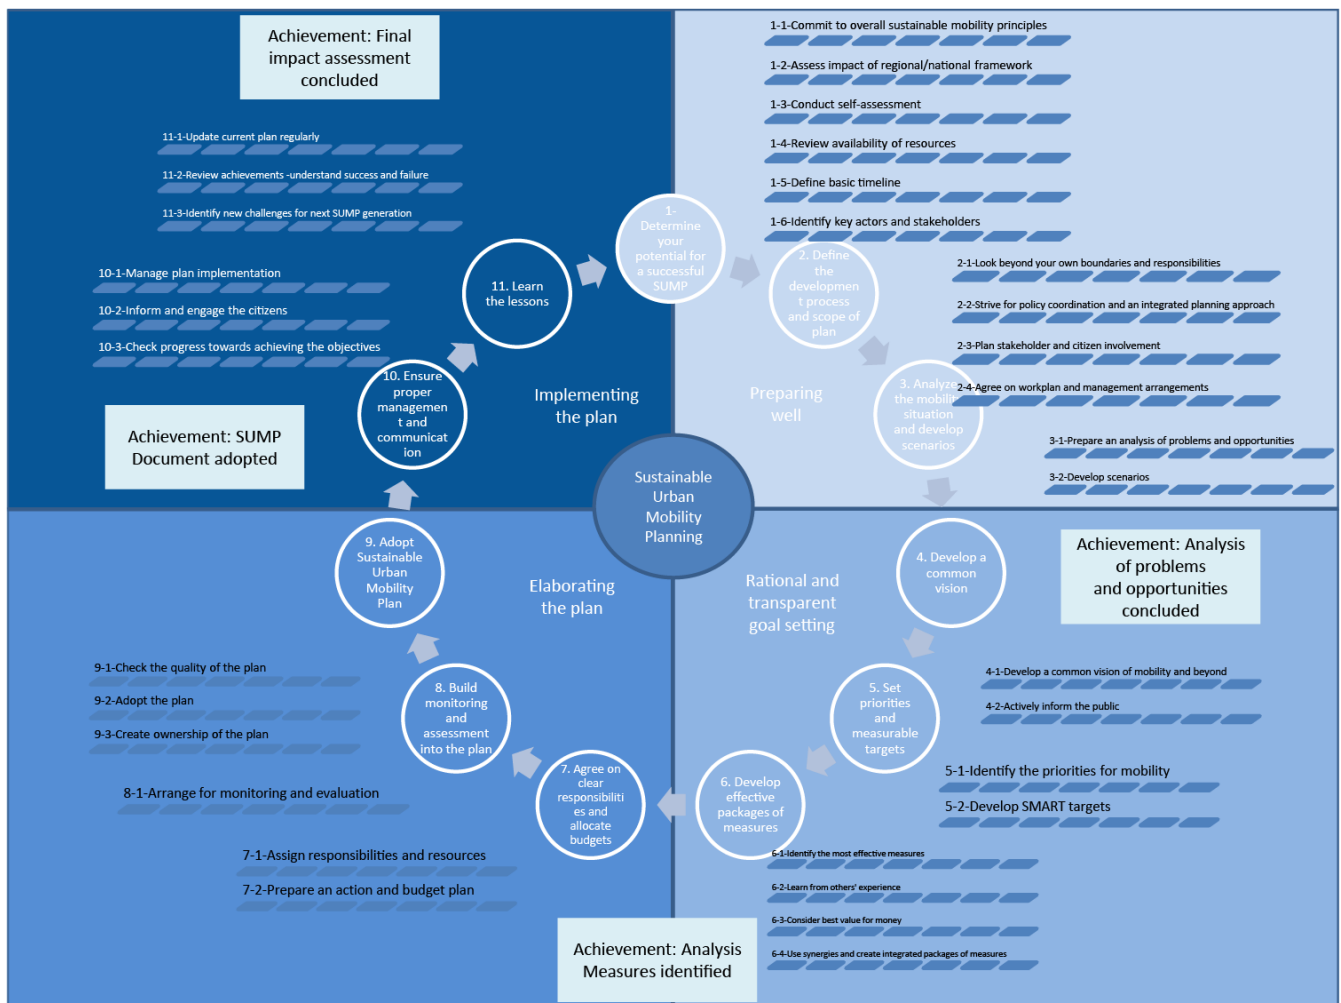 Achievement: Final
impact assessment
concluded
11-1-Update current plan regularly
11-2-Review achievements -understand success and failure
11-3-Identify new challenges for next SUMP generation
10-1-Manage plan implementation
10-2-Inform and engage the citizens
10-3-Check progress towards achieving the objectives
Achievement: SUMP
Document adopted
10. Ensure
proper
managemen
t and
communicat
ion
11. Learn
the lessons
Implementing
the plan
1-1-Commit to overall sustainable mobility principles
1-2-Assess impact of regional/national framework
1-3-Conduct self-assessment
1-4-Review availability of resources
1-5-Define basic timeline
1-6-Identify key actors and stakeholders
1-
Determine
your
potential for
a successful
SUMP
2. Define
the
developmen
t process
and scope of
plan
2-1-Look beyond your own boundaries and responsibilities
2-2-Strive for policy coordination and an integrated planning approach
2-3-Plan stakeholder and citizen involvement
2-4-Agree on workplan and management arrangements
3. Analyze
the mobility
situation
and develop
scenarios
Preparing
well
3-1-Prepare an analysis of problems and opportunities
3-2-Develop scenarios
Sustainable
Urban
Mobility
Planning
9. Adopt
Sustainable
Urban
Mobility
Plan
Elaborating
the plan
Rational and
transparent
goal setting
4. Develop a
common
vision
Achievement: Analysis
of problems
and opportunities
concluded
9-1-Check the quality of the plan
9-2-Adopt the plan
9-3-Create ownership of the plan
8. Build
monitoring
and
assessment
into the plan
8-1-Arrange for monitoring and evaluation
7. Agree on
clear
responsibiliti
es and
allocate
budgets
7-1-Assign responsibilities and resources
7-2-Prepare an action and budget plan
5. Set
priorities
and
measurable
targets
4-1-Develop a common vision of mobility and beyond
4-2-Actively inform the public
5-1-Identify the priorities for mobility
5-2-Develop SMART targets
6. Develop
effective
packages of
measures
6-1-Identify the most effective measures
6-2-Learn from others' experience
6-3-Consider best value for money
6-4-Use synergies and create integrated packages of measures
Achievement: Analysis
Measures identified